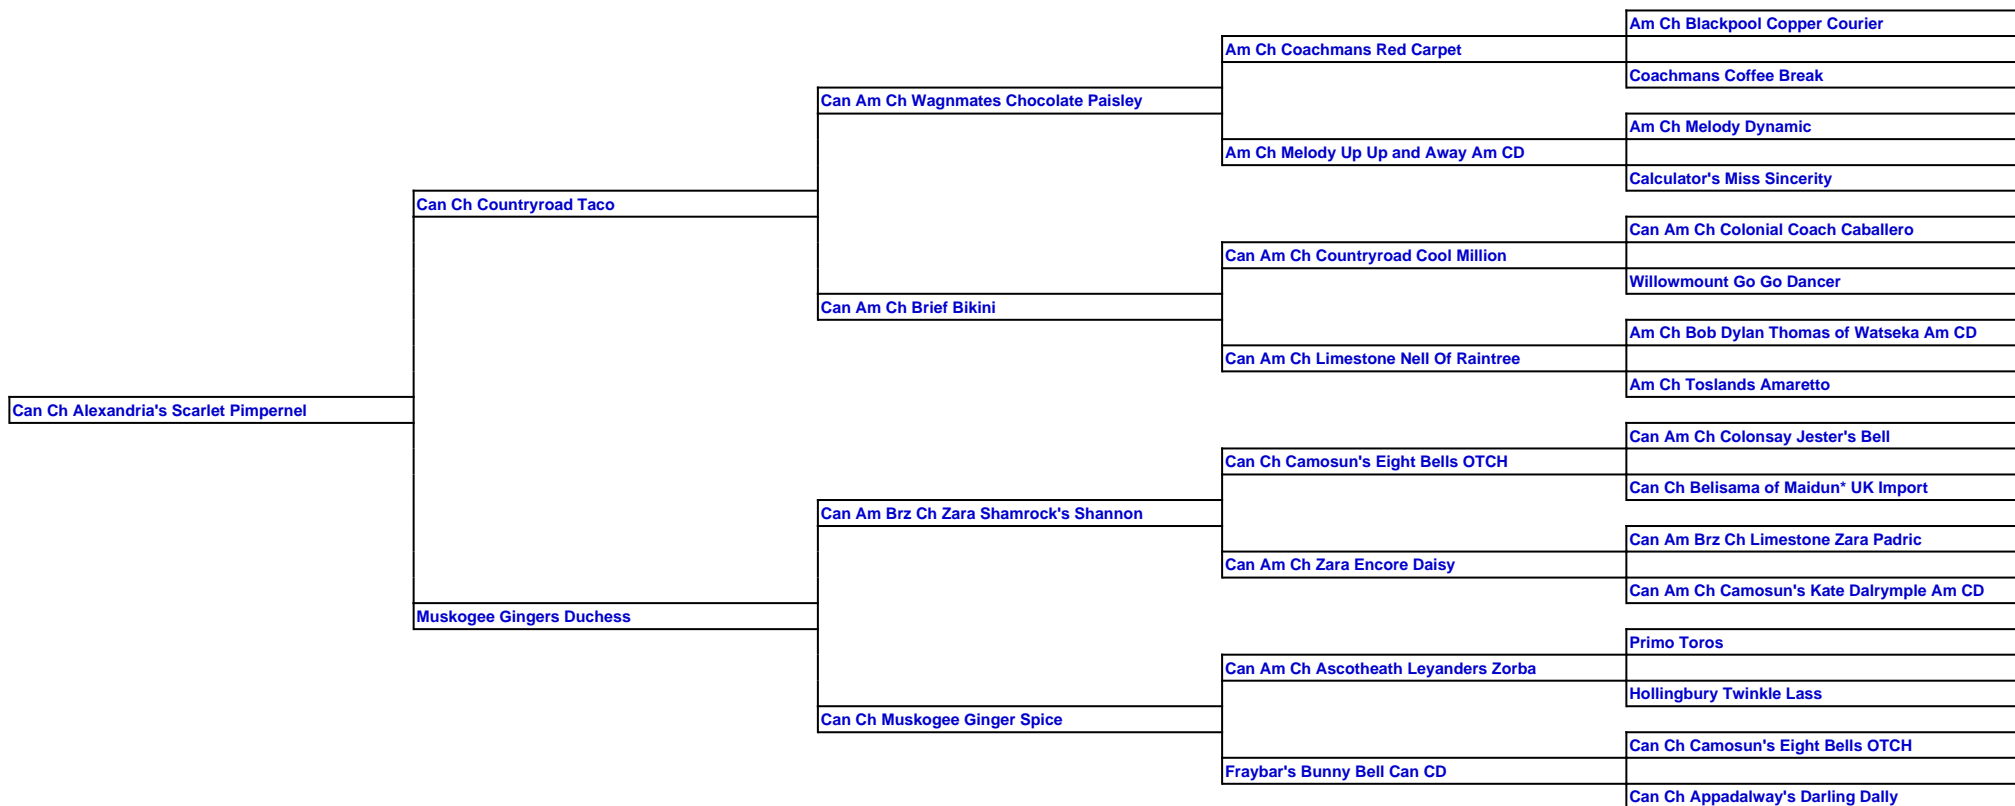 Am Ch Blackpool Copper Courier
Am Ch Coachmans Red Carpet
Coachmans Coffee Break
Can Am Ch Wagnmates Chocolate Paisley
Am Ch Melody Dynamic
Am Ch Melody Up Up and Away Am CD
Calculator's Miss Sincerity
Can Ch Countryroad Taco
Can Am Ch Colonial Coach Caballero
Can Am Ch Countryroad Cool Million
Willowmount Go Go Dancer
Can Am Ch Brief Bikini
Am Ch Bob Dylan Thomas of Watseka Am CD
Can Am Ch Limestone Nell Of Raintree
Am Ch Toslands Amaretto
Can Ch Alexandria's Scarlet Pimpernel
Can Am Ch Colonsay Jester's Bell
Can Ch Camosun's Eight Bells OTCH
Can Ch Belisama of Maidun* UK Import
Can Am Brz Ch Zara Shamrock's Shannon
Can Am Brz Ch Limestone Zara Padric
Can Am Ch Zara Encore Daisy
Can Am Ch Camosun's Kate Dalrymple Am CD
Muskogee Gingers Duchess
Primo Toros
Can Am Ch Ascotheath Leyanders Zorba
Hollingbury Twinkle Lass
Can Ch Muskogee Ginger Spice
Can Ch Camosun's Eight Bells OTCH
Fraybar's Bunny Bell Can CD
Can Ch Appadalway's Darling Dally